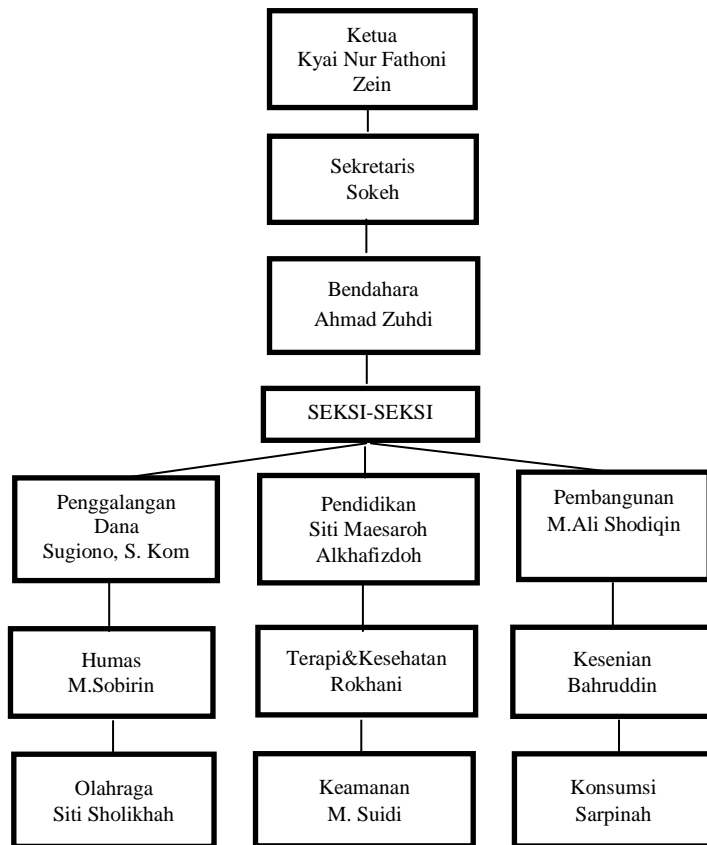 Ketua
Kyai Nur Fathoni
Zein
Sekretaris
Sokeh
Bendahara
Ahmad Zuhdi
SEKSI-SEKSI
Penggalangan
Dana
Sugiono, S. Kom
Pendidikan
Siti Maesaroh
Alkhafizdoh
Pembangunan
M.Ali Shodiqin
Humas
M.Sobirin
Terapi&Kesehatan
Rokhani
Kesenian
Bahruddin
Olahraga
Siti Sholikhah
Keamanan
M. Suidi
Konsumsi
Sarpinah